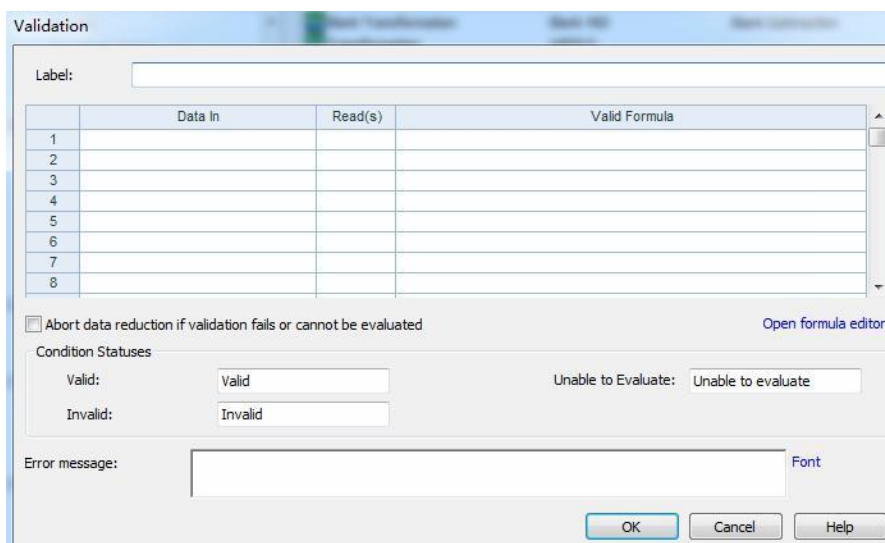 Validation
Label:
Data In Read(s) Valid Formula
1
2
3
4
5
6
7
8
Abort data reduction if validation fails or cannot be evaluated Open formula editor
Condition Statuses
Valid: Valid Unable to Evaluate: Unable to evaluate
Invalid: Invalid
Error message: Font
OK Cancel Help